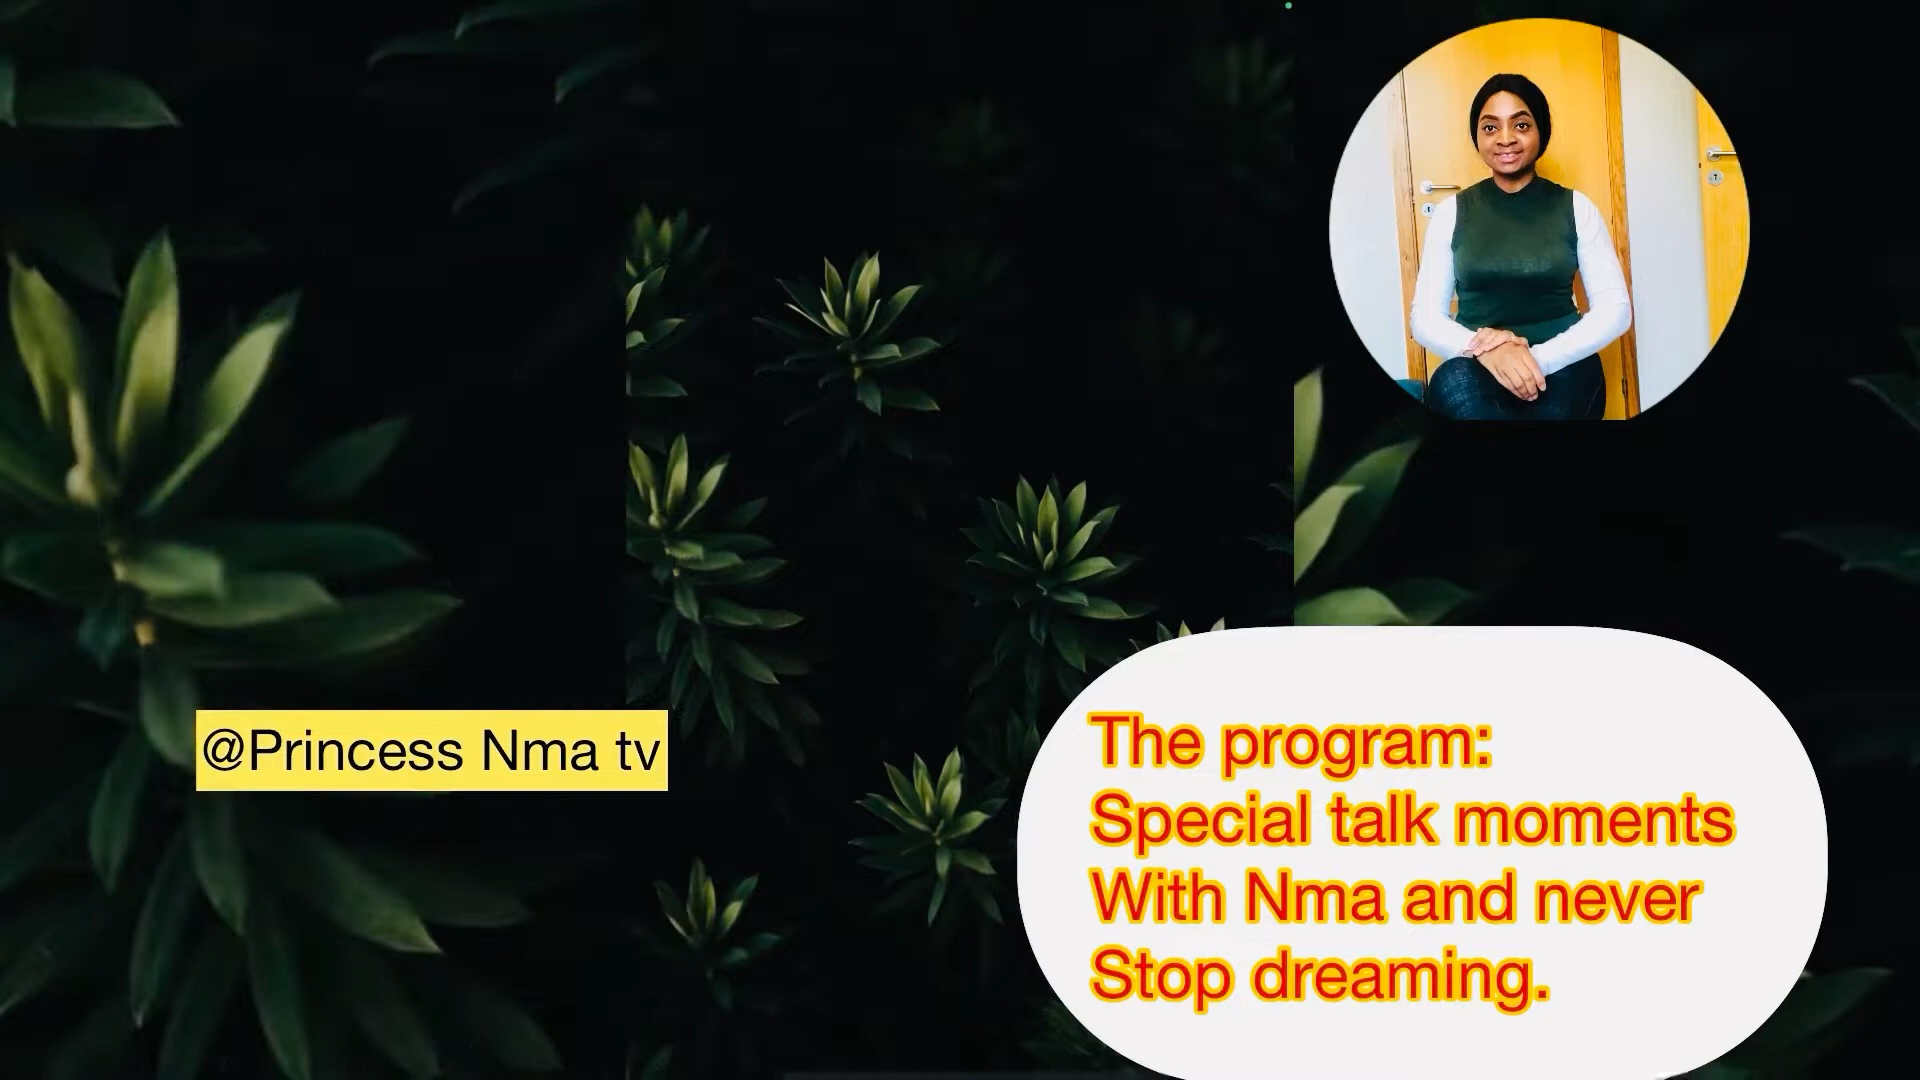 @Princess Nma tv
The program:
Special talk moments
With Nma and never
Stop dreaming.